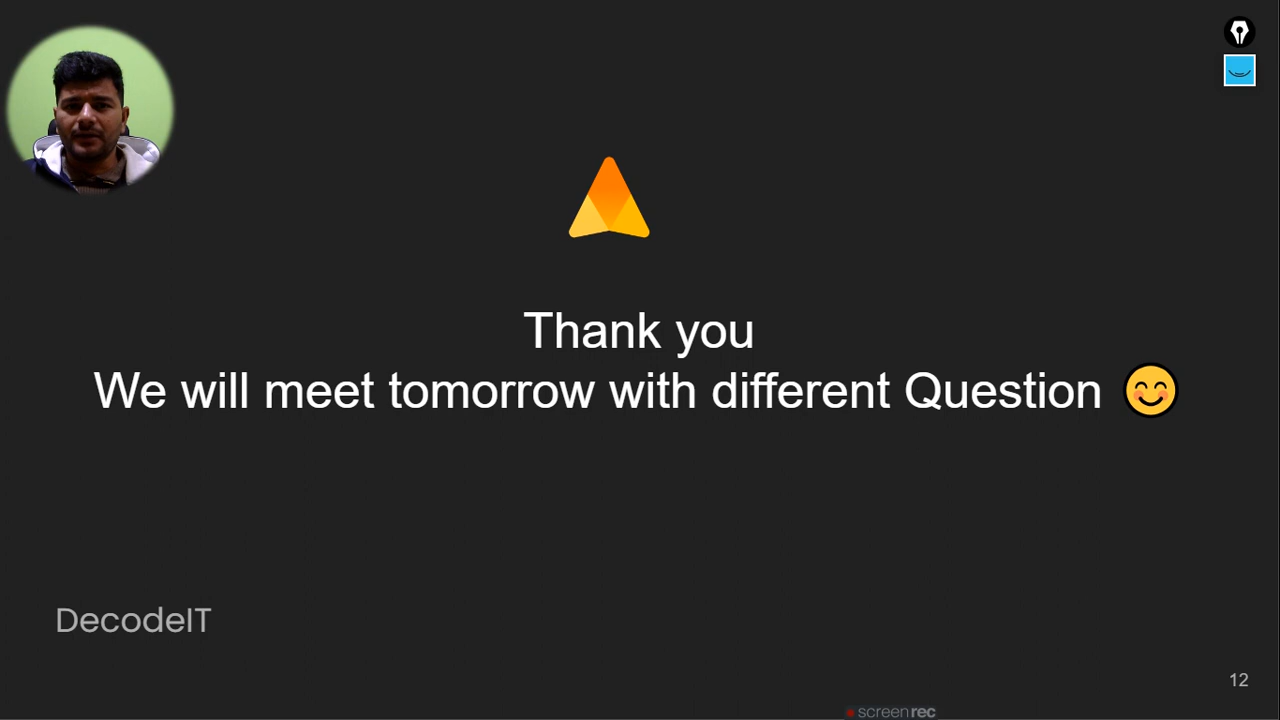 Thank you
We will meet tomorrow with different Question 😊
DecodeIT
12
screenrec